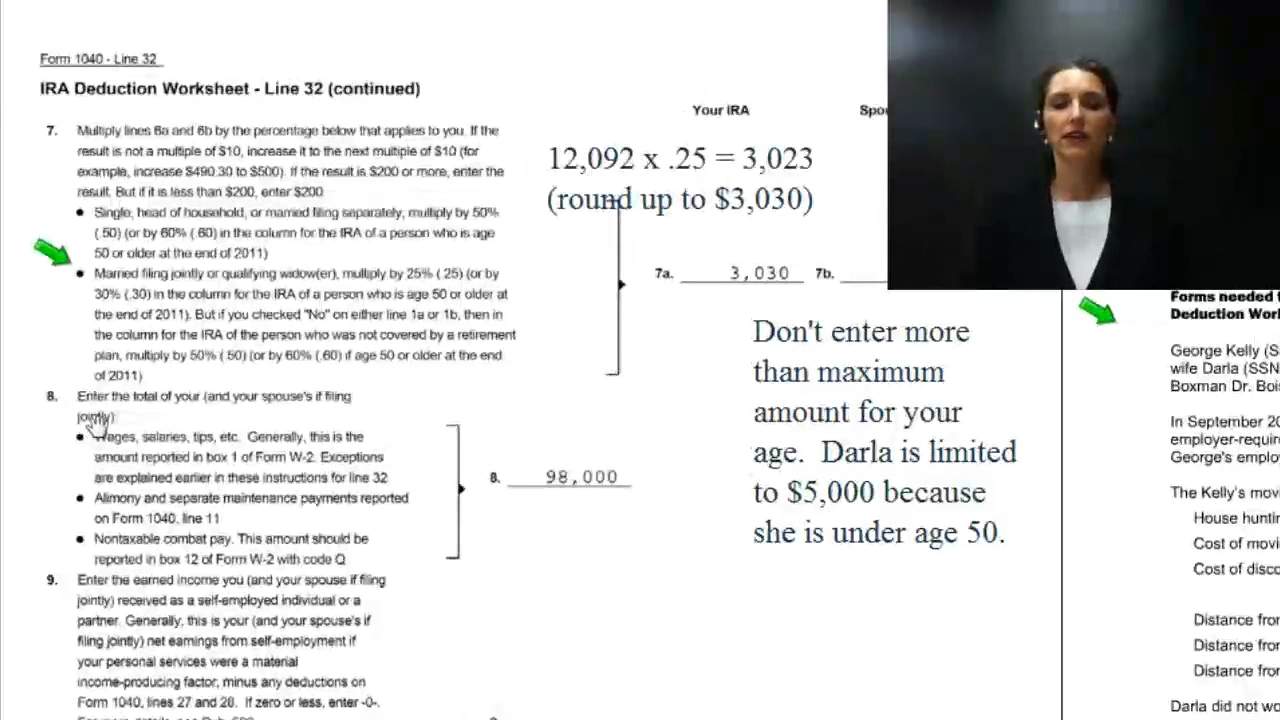 Form 1040 - Line 32
IRA Deduction Worksheet - Line 32 (continued)
Your IRA
7. Multiply lines 6a and 6b by the percentage below that applies to you. If the
result is not a multiple of $10, increase it to the next multiple of $10 (for
example, increase $490.30 to $500). If the result is $200 or more, enter the
result. But if it is less than $200, enter $200
• Single, head of household, or married filing separately, multiply by 50%
(.50) (or by 60% (.60) in the column for the IRA of a person who is age
50 or older at the end of 2011)
• Married filing jointly or qualifying widow(er), multiply by 25% (.25) (or by
30% (.30) in the column for the IRA of a person who is age 50 or older at
the end of 2011). But if you checked "No" on either line 1a or 1b, then in
the column for the IRA of the person who was not covered by a retirement
plan, multiply by 50% (.50) (or by 60% (.60) if age 50 or older at the end
of 2011)
12,092 x .25 = 3,023
(round up to $3,030)
7a. 3,030 7b.
Don't enter more
than maximum
amount for your
age. Darla is limited
to $5,000 because
she is under age 50.
8. Enter the total of your (and your spouse's if filing
jointly):
• Wages, salaries, tips, etc. Generally, this is the
amount reported in box 1 of Form W-2. Exceptions
are explained earlier in these instructions for line 32
• Alimony and separate maintenance payments reported
on Form 1040, line 11
• Nontaxable combat pay. This amount should be
reported in box 12 of Form W-2 with code Q
8. 98,000
9. Enter the earned income you (and your spouse if filing
jointly) received as a self-employed individual or a
partner. Generally, this is your (and your spouse's if
filing jointly) net earnings from self-employment if
your personal services were a material
income-producing factor, minus any deductions on
Form 1040, lines 27 and 28. If zero or less, enter -0-.
Forms needed
Deduction
George Kelly
wife Darla (SSN
Boxman Dr.
In September
George's
The Kelly's
House
Cost of
Cost of
Distance
Distance
Distance
Darla did not